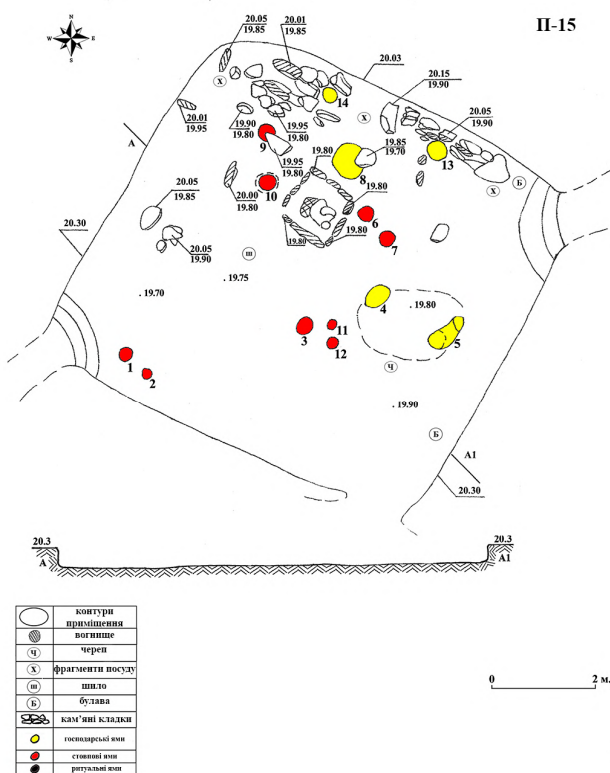 П-15
N
W E
S
20.05
19.85
20.01
19.85
20.03
20.15
19.90
20.05
19.90
х
14
х
20.01
19.95
19.90
19.80
19.95
19.80
А
9
19.85
19.70
13
19.95
19.80
19.80
8
х
Б
20.05
19.85
20.00
19.80
10
19.80
6
20.30
20.05
19.90
ш
19.80
19.80
7
.19.75
.19.70
4
.19.80
3
11
12
5
1
2
ч
.19.90
Б
А1
20.30
20.3
А
20.3
А1
контури
приміщення
вогнище
ч череп
х фрагменти посуду
ш шило
Б булава
кам'яні кладки
господарські ями
стовпові ями
ритуальні ями
0 2 м.